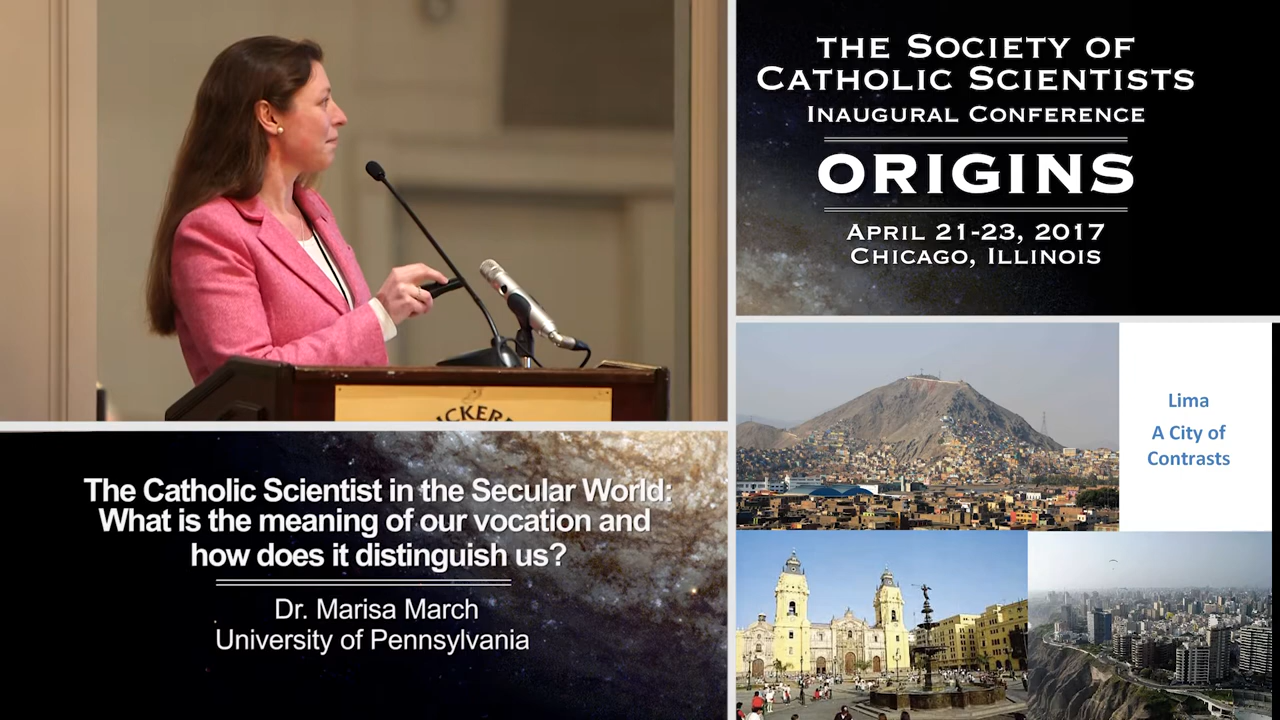 THE SOCIETY OF
CATHOLIC SCIENTISTS
INAUGURAL CONFERENCE
ORIGINS
APRIL 21-23, 2017
CHICAGO, ILLINOIS
Lima
A City of
Contrasts
The Catholic Scientist in the Secular World:
What is the meaning of our vocation and
how does it distinguish us?
Dr. Marisa March
University of Pennsylvania